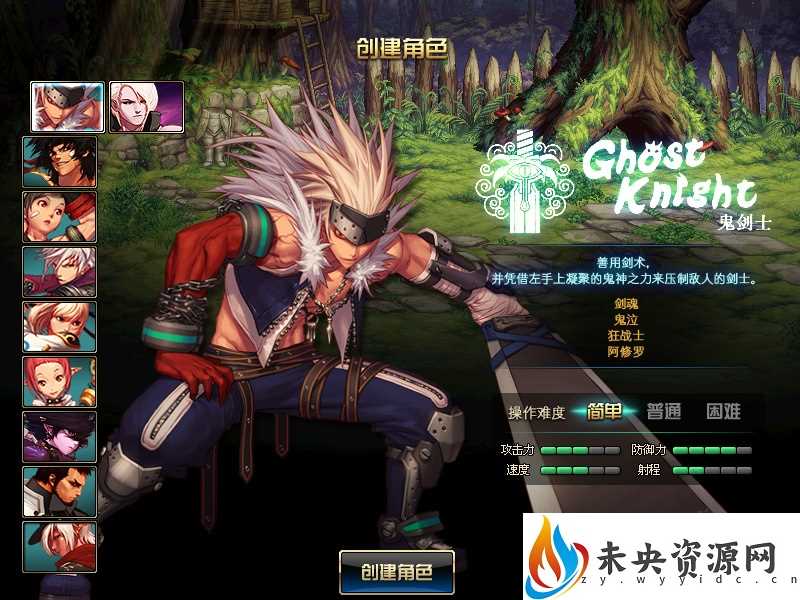 创建角色
Ghost
Knight
鬼剑士
善用剑术,
并凭借左手上凝聚的鬼神之力来压制敌人的剑士。
剑魂
鬼泣
狂战士
阿修罗
操作难度 简单 普通 困难
攻击力 防御力
速度 射程
创建角色
未央资源网
zy.wyyidc.cn